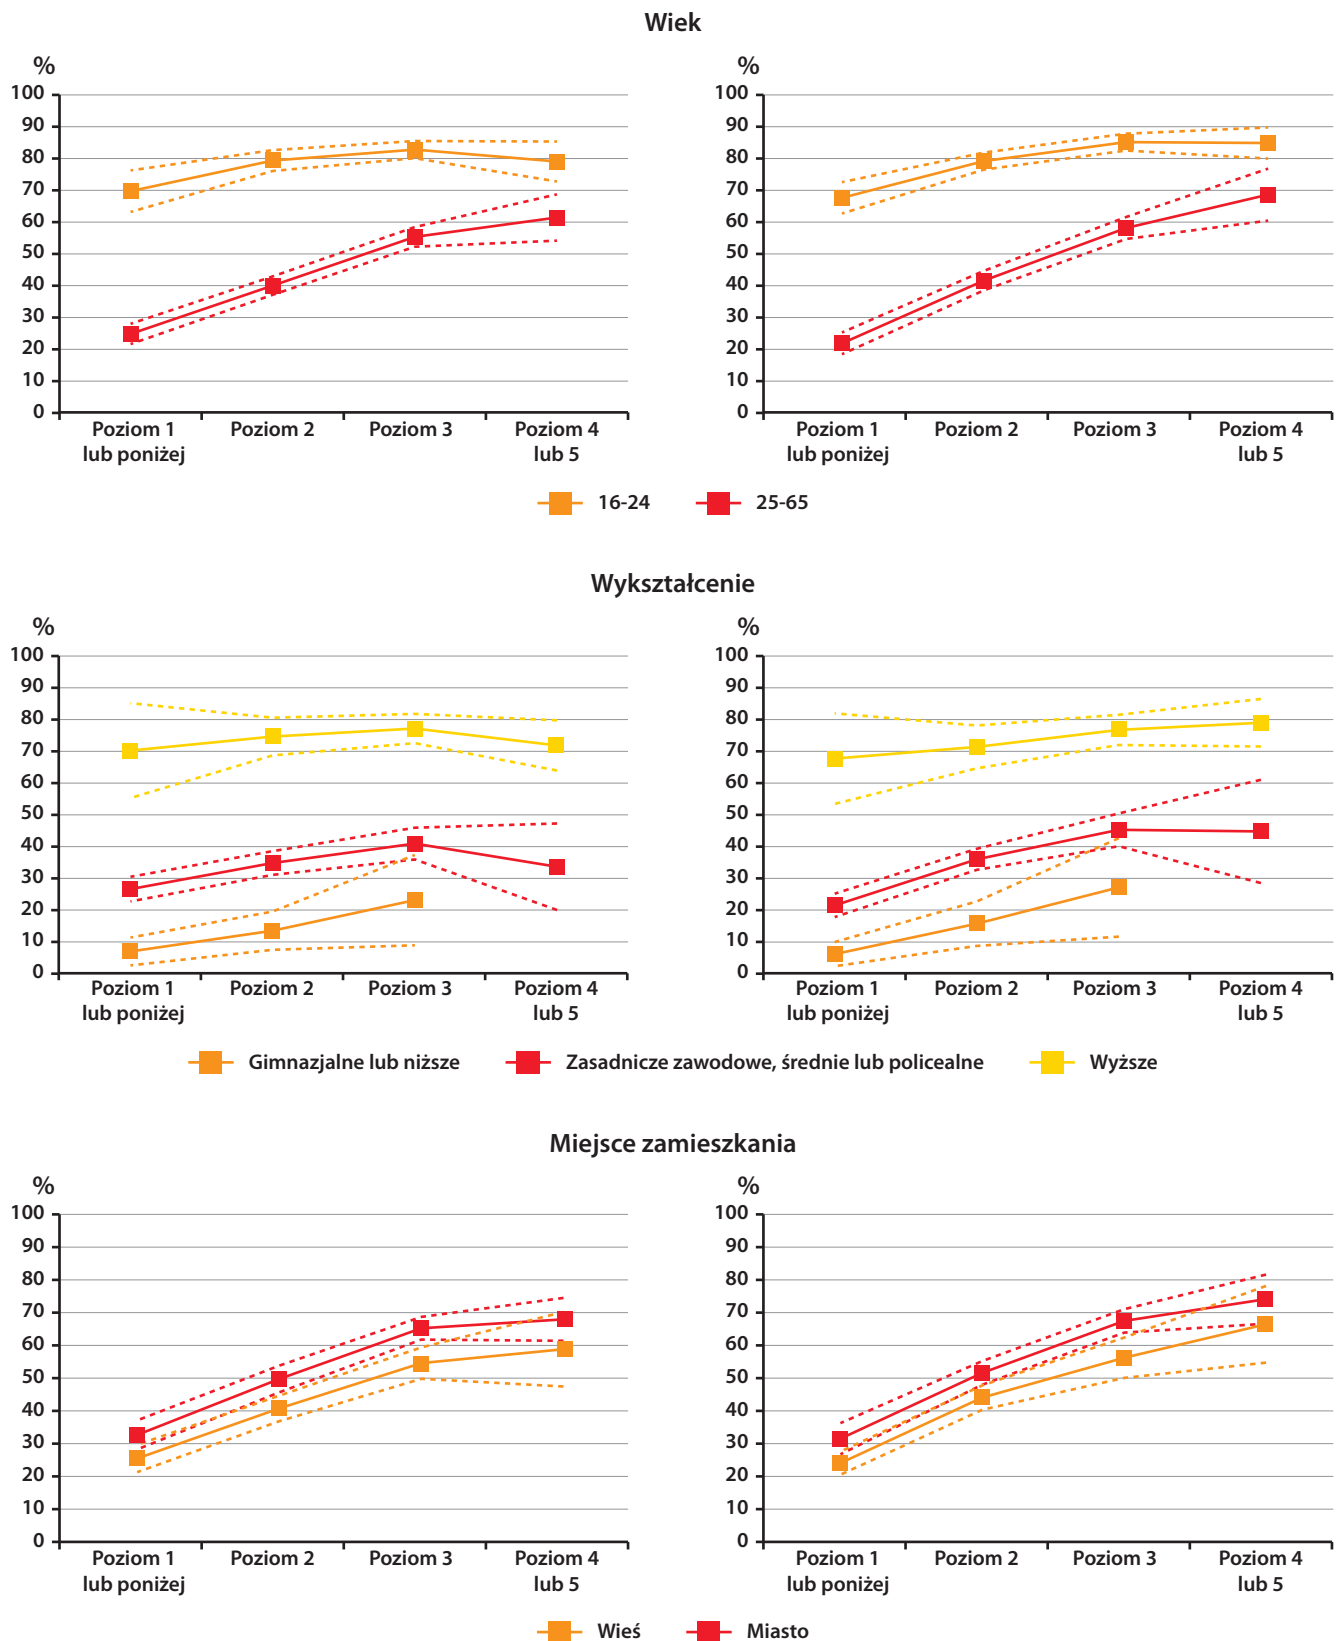 Wiek
%
100
90
80
70
60
50
40
30
20
10
0
Poziom 1
lub poniżej
Poziom 2
Poziom 3
Poziom 4
lub 5
%
100
90
80
70
60
50
40
30
20
10
0
Poziom 1
lub poniżej
Poziom 2
Poziom 3
Poziom 4
lub 5
16-24
25-65
Wykształcenie
%
100
90
80
70
60
50
40
30
20
10
0
Poziom 1
lub poniżej
Poziom 2
Poziom 3
Poziom 4
lub 5
%
100
90
80
70
60
50
40
30
20
10
0
Poziom 1
lub poniżej
Poziom 2
Poziom 3
Poziom 4
lub 5
Gimnazjalne lub niższe
Zasadnicze zawodowe, średnie lub policealne
Wyższe
Miejsce zamieszkania
%
100
90
80
70
60
50
40
30
20
10
0
Poziom 1
lub poniżej
Poziom 2
Poziom 3
Poziom 4
lub 5
%
100
90
80
70
60
50
40
30
20
10
0
Poziom 1
lub poniżej
Poziom 2
Poziom 3
Poziom 4
lub 5
Wieś
Miasto